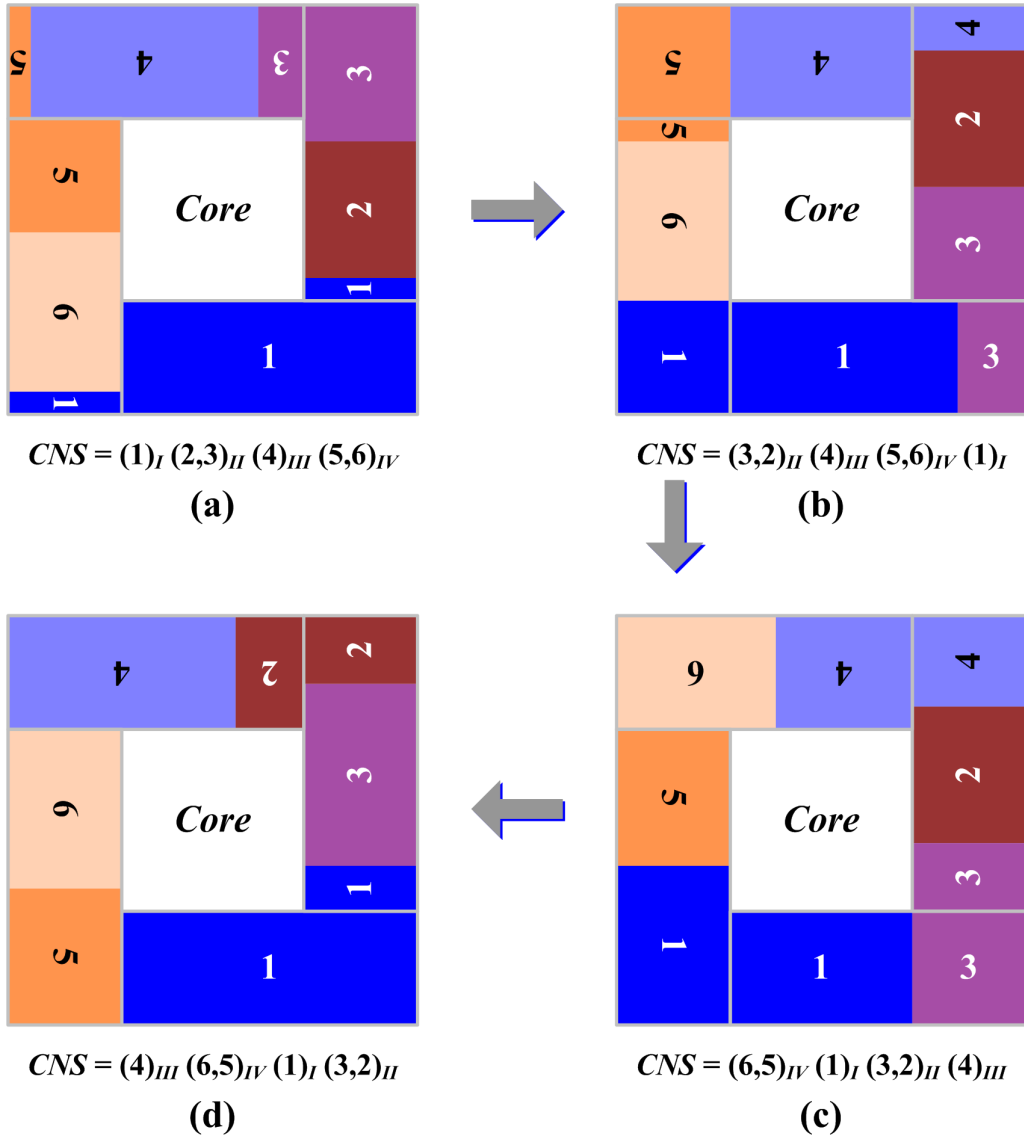 5 4 3 3
5 Core 2
6 1
1 1
CNS = (1)I (2,3)II (4)III (5,6)IV
(a)
5 4 4
5 2
6 Core 3
1 1 3
CNS = (3,2)II (4)III (5,6)IV (1)I
(b)
4 2 2
6 Core 3
5 1
1
CNS = (4)III (6,5)IV (1)I (3,2)II
(d)
6 4 4
5 Core 2
3
1 1 3
CNS = (6,5)IV (1)I (3,2)II (4)III
(c)